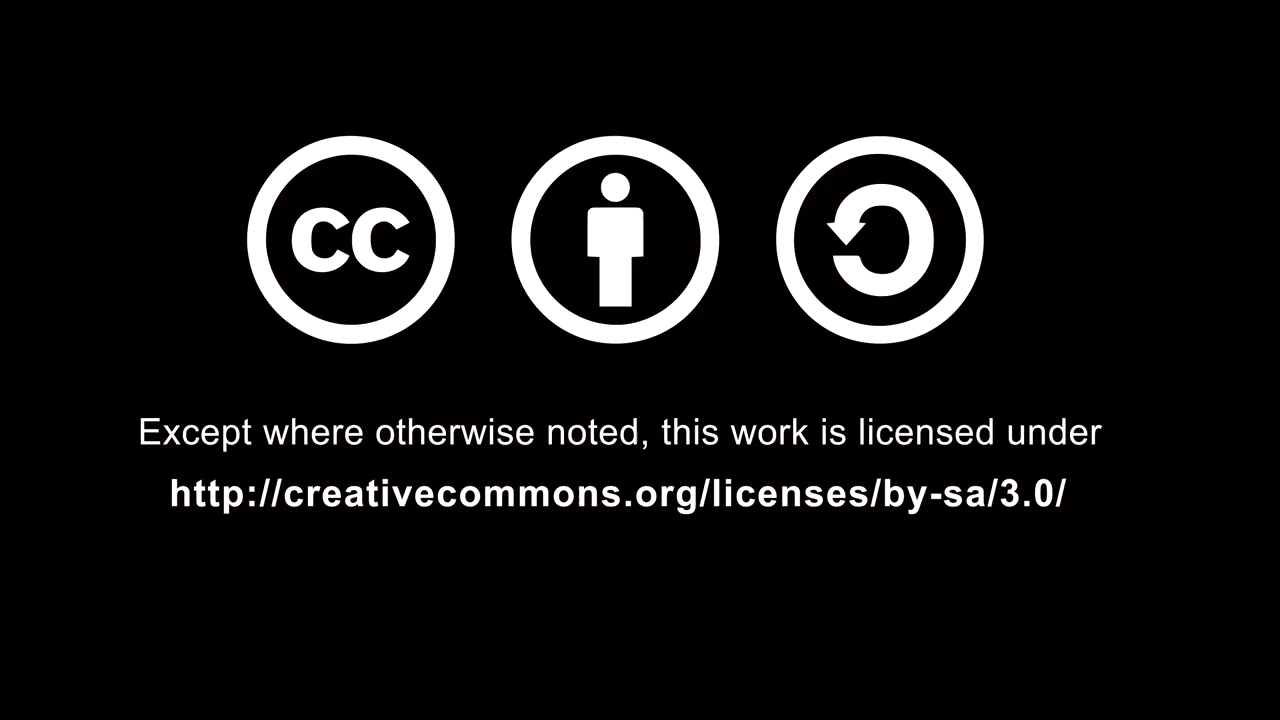 cc
Except where otherwise noted, this work is licensed under
http://creativecommons.org/licenses/by-sa/3.0/